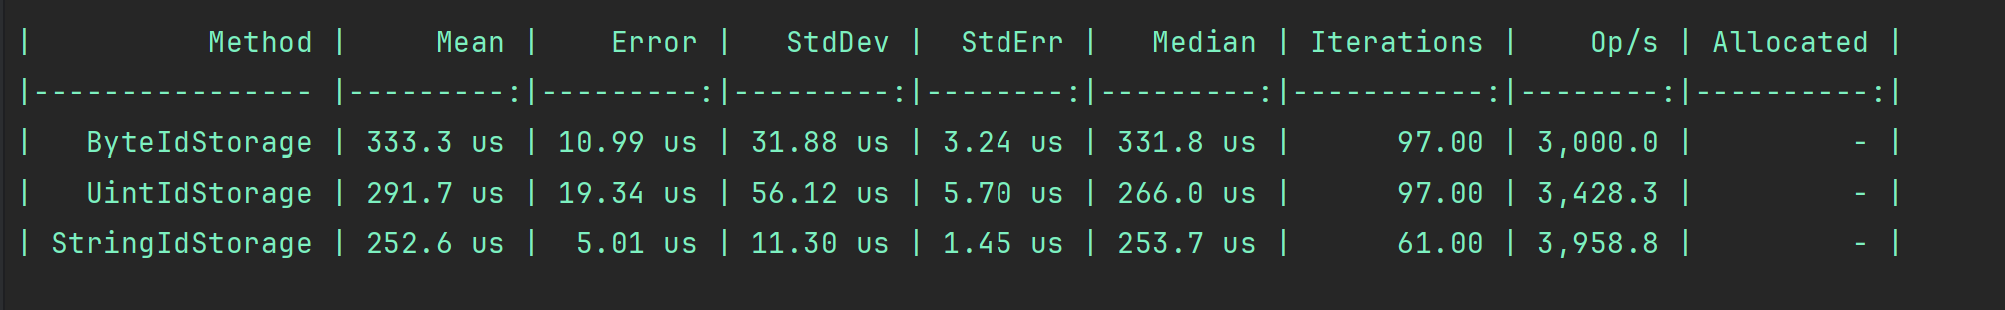 |          Method |     Mean |    Error |   StdDev |  StdErr |   Median | Iterations |    Op/s | Allocated |
|---------------- |---------:|---------:|---------:|--------:|---------:|-----------:|--------:|----------:|
|   ByteIdStorage | 333.3 us | 10.99 us | 31.88 us | 3.24 us | 331.8 us |      97.00 | 3,000.0 |         - |
|   UintIdStorage | 291.7 us | 19.34 us | 56.12 us | 5.70 us | 266.0 us |      97.00 | 3,428.3 |         - |
| StringIdStorage | 252.6 us |  5.01 us | 11.30 us | 1.45 us | 253.7 us |      61.00 | 3,958.8 |         - |